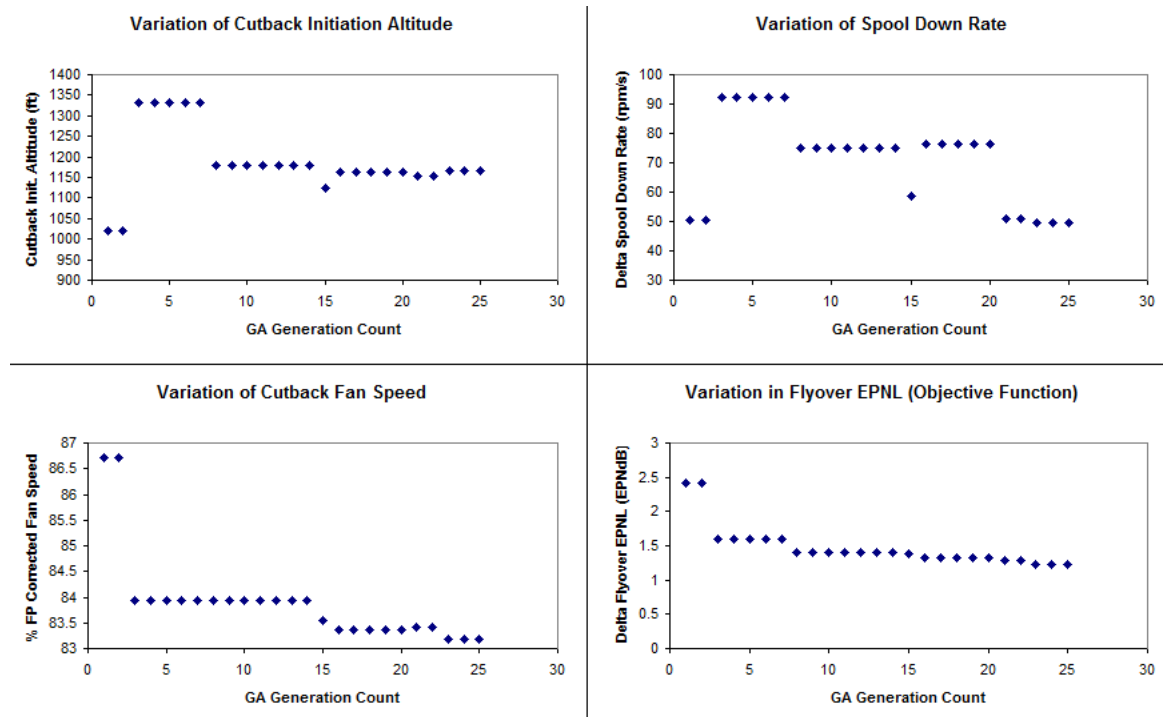 Variation of Cutback Initiation Altitude
Cutback Init. Altitude (ft)
1400
1350
1300
1250
1200
1150
1100
1050
1000
950
900
0 5 10 15 20 25 30
GA Generation Count
Variation of Spool Down Rate
Delta Spool Down Rate (rpm/s)
100
90
80
70
60
50
40
30
0 5 10 15 20 25 30
GA Generation Count
Variation of Cutback Fan Speed
% FP Corrected Fan Speed
87
86.5
86
85.5
85
84.5
84
83.5
83
0 5 10 15 20 25 30
GA Generation Count
Variation in Flyover EPNL (Objective Function)
Delta Flyover EPNL (EPNdB)
3
2.5
2
1.5
1
0.5
0
0 5 10 15 20 25 30
GA Generation Count